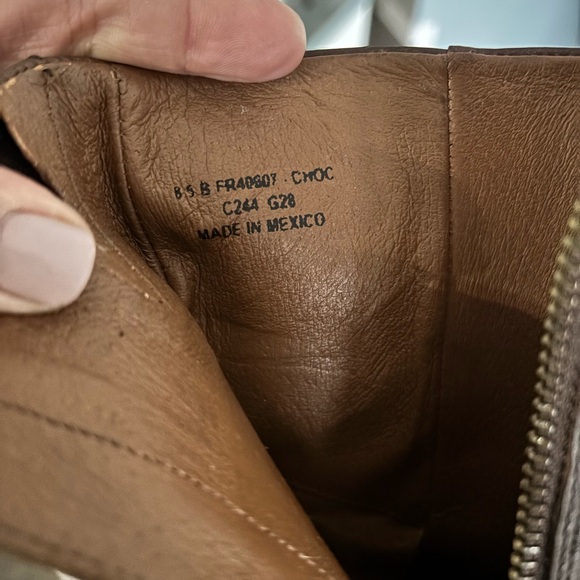 8.5 B FR40607 - CHOC
C244 G28
MADE IN MEXICO